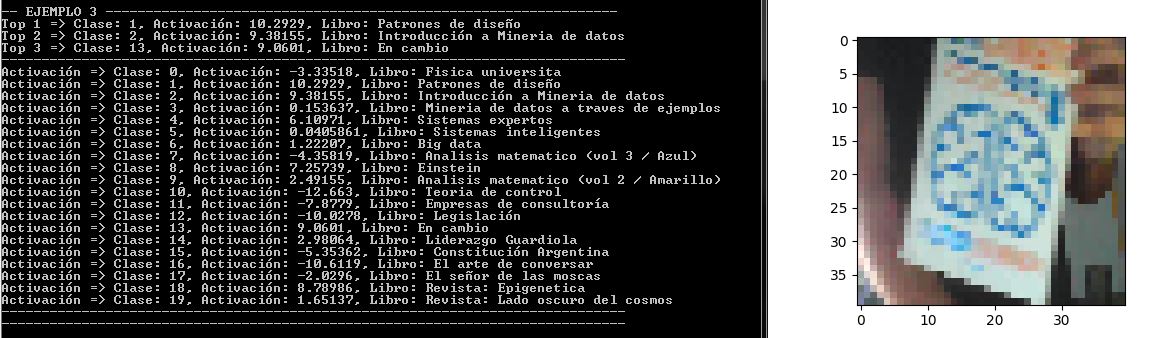 -- EJEMPLO 3 ----------------------------------------------------------------
Top 1 => Clase: 1, Activación: 10.2929, Libro: Patrones de diseño
Top 2 => Clase: 2, Activación: 9.38155, Libro: Introducción a Mineria de datos
Top 3 => Clase: 13, Activación: 9.0601, Libro: En cambio
Activación => Clase: 0, Activación: -3.33518, Libro: Fisica universita
Activación => Clase: 1, Activación: 10.2929, Libro: Patrones de diseño
Activación => Clase: 2, Activación: 9.38155, Libro: Introducción a Mineria de datos
Activación => Clase: 3, Activación: 0.153637, Libro: Mineria de datos a traves de ejemplos
Activación => Clase: 4, Activación: 6.10971, Libro: Sistemas expertos
Activación => Clase: 5, Activación: 0.0405861, Libro: Sistemas inteligentes
Activación => Clase: 6, Activación: 1.22207, Libro: Big data
Activación => Clase: 7, Activación: -4.35819, Libro: Analisis matematico (vol 3 / Azul)
Activación => Clase: 8, Activación: 7.25739, Libro: Einstein
Activación => Clase: 9, Activación: 2.49155, Libro: Analisis matematico (vol 2 / Amarillo)
Activación => Clase: 10, Activación: -12.663, Libro: Teoria de control
Activación => Clase: 11, Activación: -7.8779, Libro: Empresas de consultoría
Activación => Clase: 12, Activación: -10.0278, Libro: Legislación
Activación => Clase: 13, Activación: 9.0601, Libro: En cambio
Activación => Clase: 14, Activación: 2.98064, Libro: Liderazgo Guardiola
Activación => Clase: 15, Activación: -5.35362, Libro: Constitución Argentina
Activación => Clase: 16, Activación: -10.6119, Libro: El arte de conversar
Activación => Clase: 17, Activación: -2.0296, Libro: El señor de las moscas
Activación => Clase: 18, Activación: 8.78986, Libro: Revista: Epigenetica
Activación => Clase: 19, Activación: 1.65137, Libro: Revista: Lado oscuro del cosmos
0
5
10
15
20
25
30
35
0 10 20 30